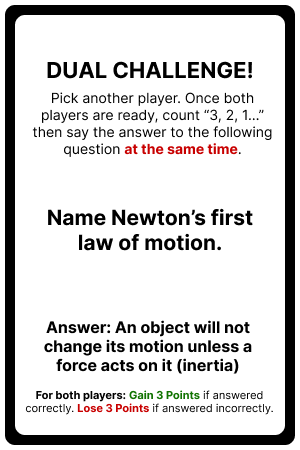 DUAL CHALLENGE!
Pick another player. Once both
players are ready, count “3, 2, 1...”
then say the answer to the following
question at the same time.
Name Newton’s first
law of motion.
Answer: An object will not
change its motion unless a
force acts on it (inertia)
For both players: Gain 3 Points if answered
correctly. Lose 3 Points if answered incorrectly.